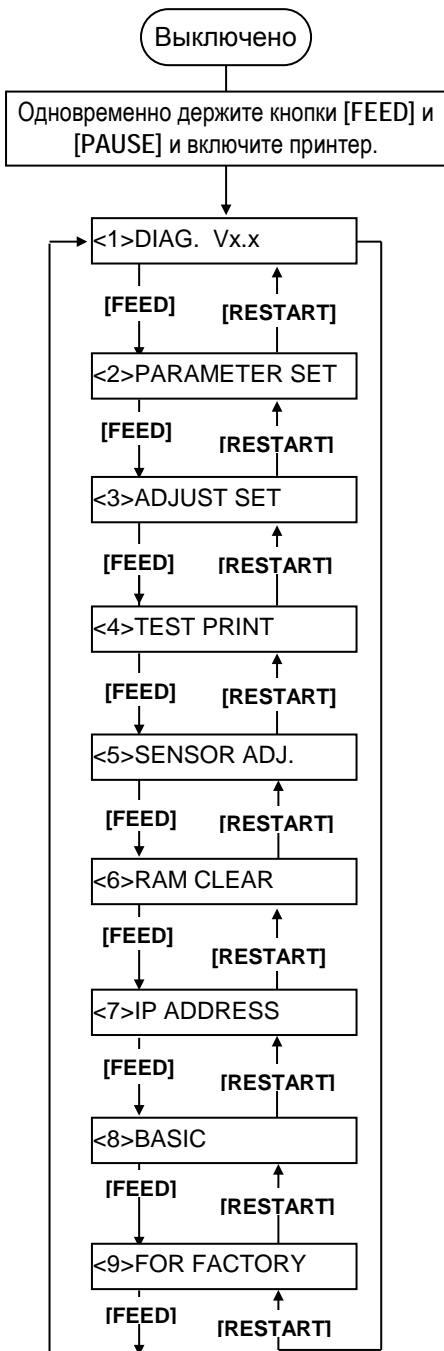 Выключено
Одновременно держите кнопки [FEED] и
[PAUSE] и включите принтер.
<1>DIAG. Vx.x
[FEED] [RESTART]
<2>PARAMETER SET
[FEED] [RESTART]
<3>ADJUST SET
[FEED] [RESTART]
<4>TEST PRINT
[FEED] [RESTART]
<5>SENSOR ADJ.
[FEED] [RESTART]
<6>RAM CLEAR
[FEED] [RESTART]
<7>IP ADDRESS
[FEED] [RESTART]
<8>BASIC
[FEED] [RESTART]
<9>FOR FACTORY
[FEED] [RESTART]